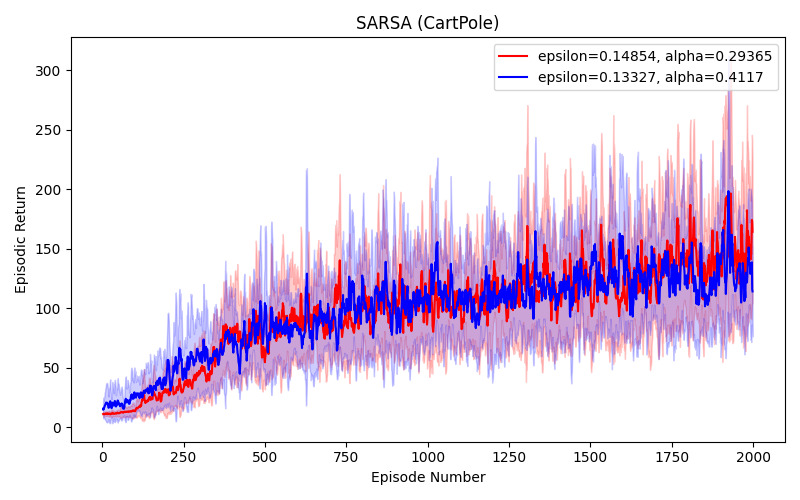 SARSA (CartPole)
epsilon=0.14854, alpha=0.29365
epsilon=0.13327, alpha=0.4117
300
250
200
150
100
50
0
Episodic Return
0 250 500 750 1000 1250 1500 1750 2000
Episode Number